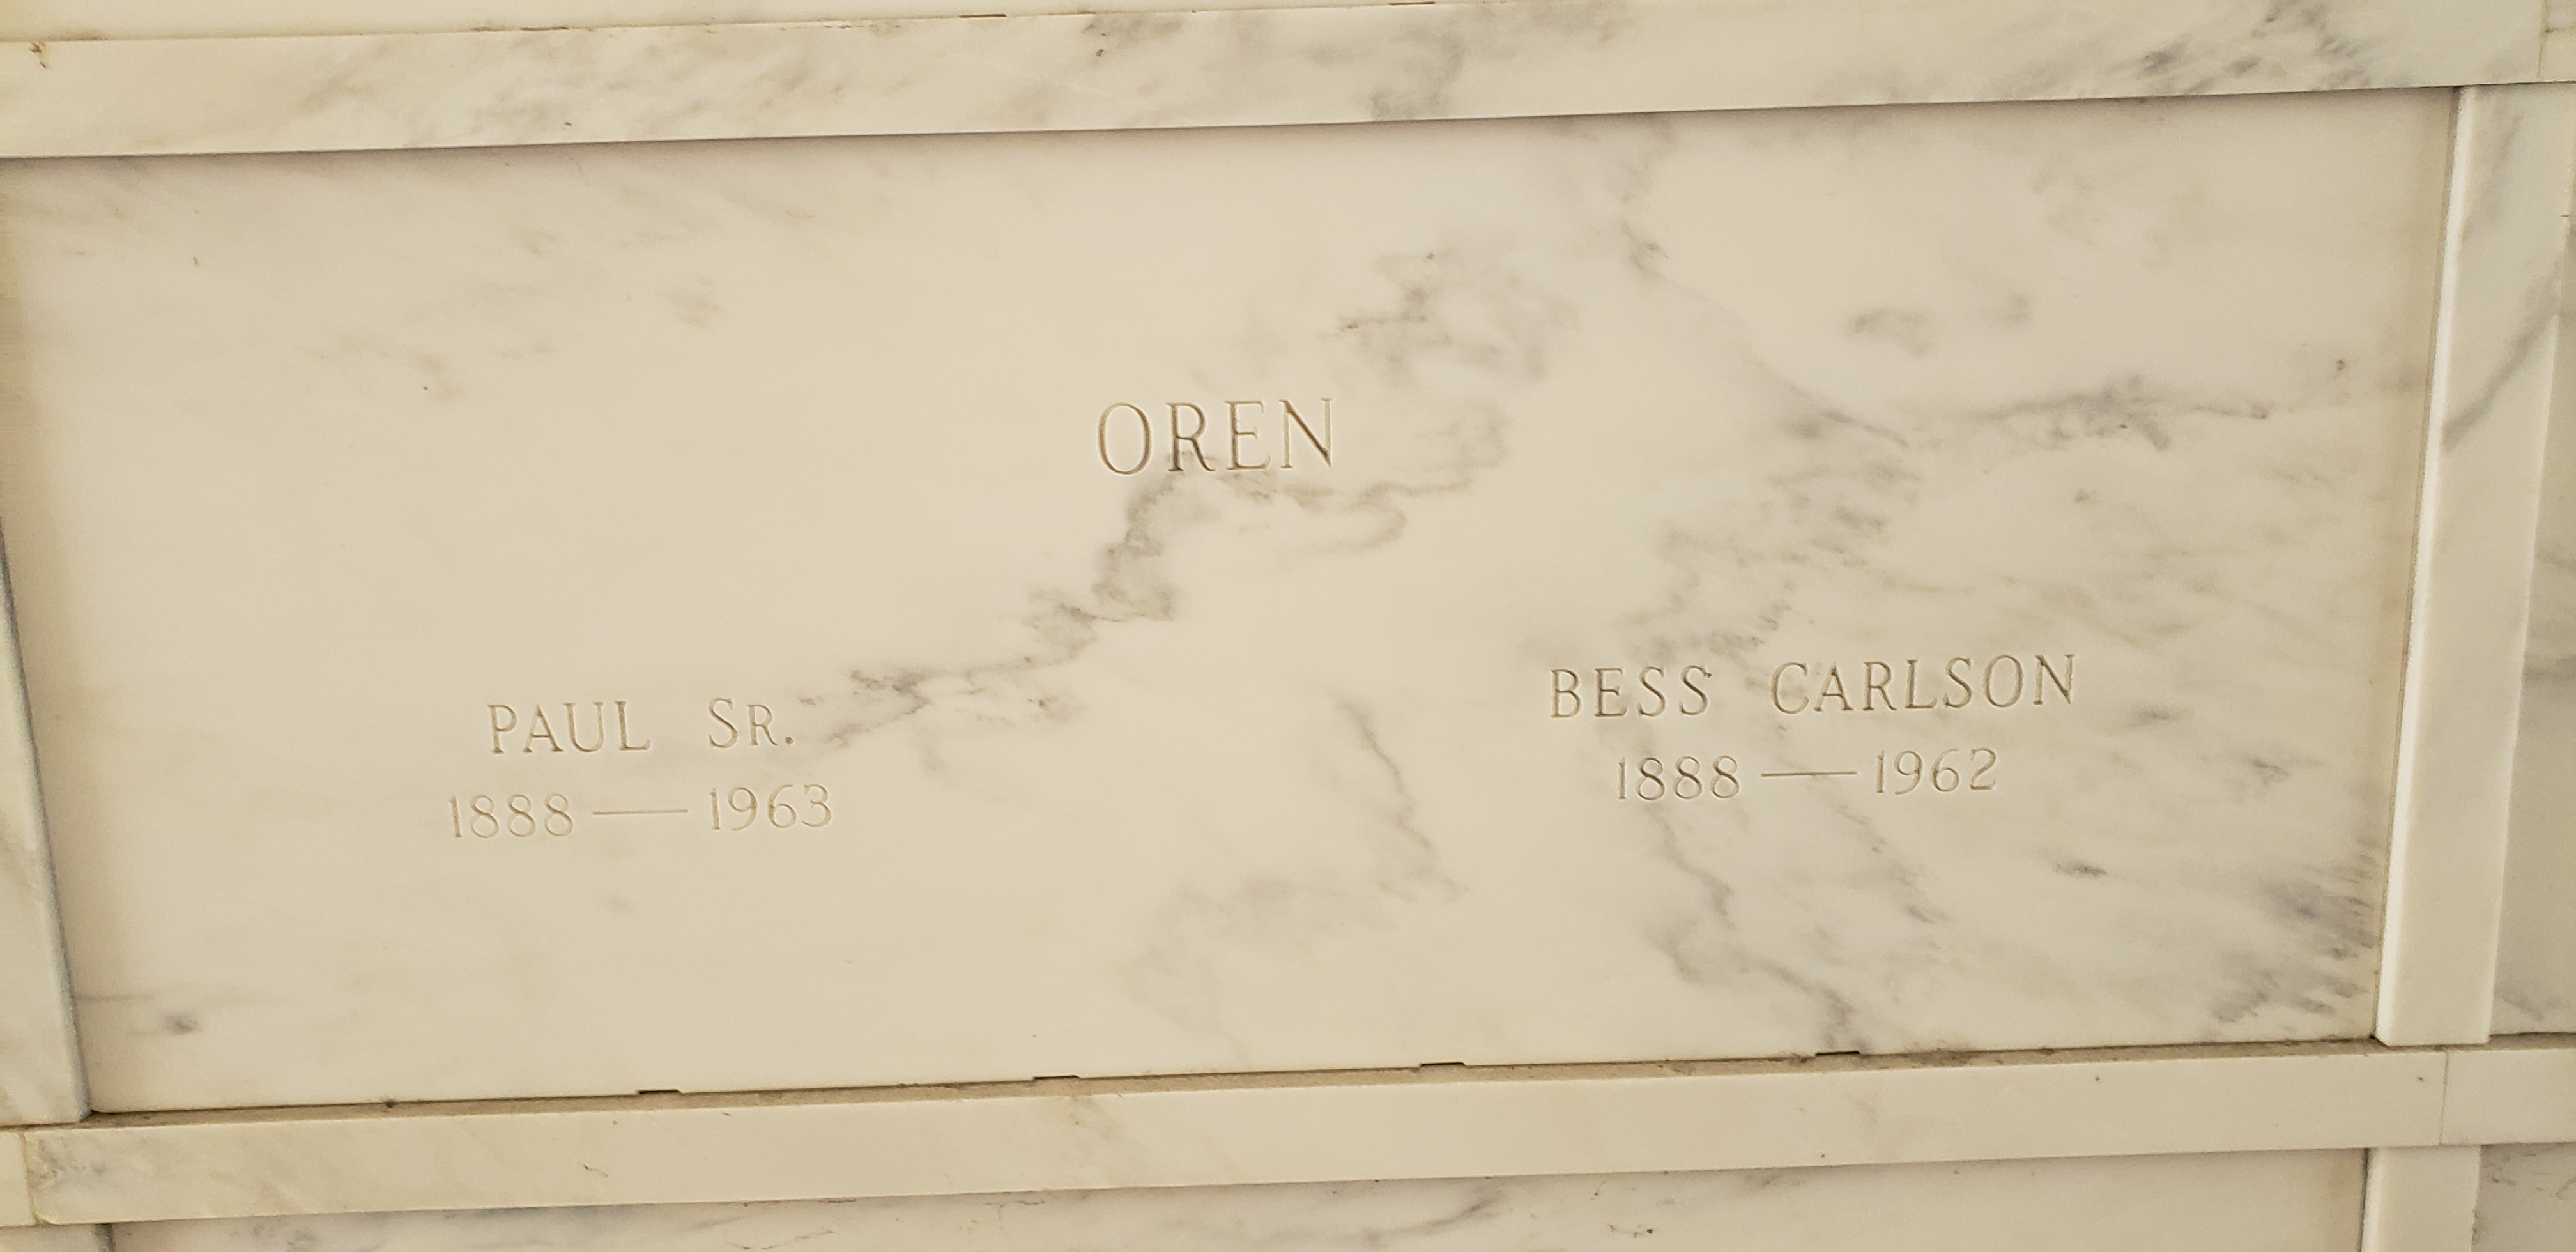 OREN
PAUL SR.
1888 — 1963
BESS CARLSON
1888 — 1962